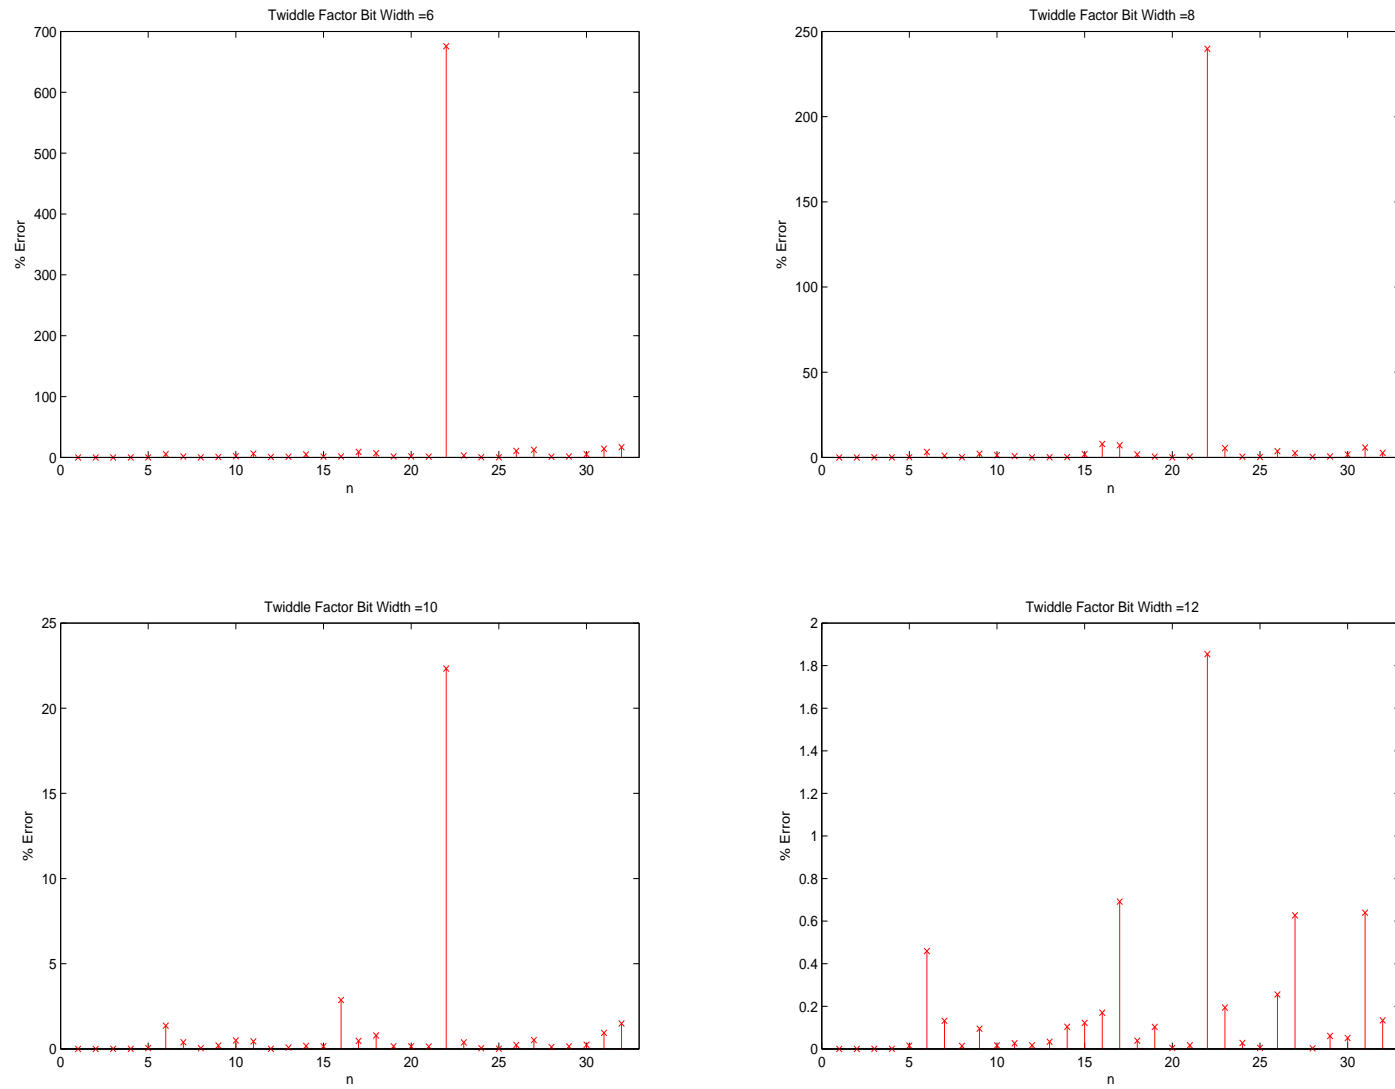 Twiddle Factor Bit Width =6
700
600
500
400
300
200
100
0
% Error
0 5 10 15 20 25 30
n
Twiddle Factor Bit Width =8
250
200
150
100
50
0
% Error
0 5 10 15 20 25 30
n
Twiddle Factor Bit Width =10
25
20
15
10
5
0
% Error
0 5 10 15 20 25 30
n
Twiddle Factor Bit Width =12
2
1.8
1.6
1.4
1.2
1
0.8
0.6
0.4
0.2
0
% Error
0 5 10 15 20 25 30
n